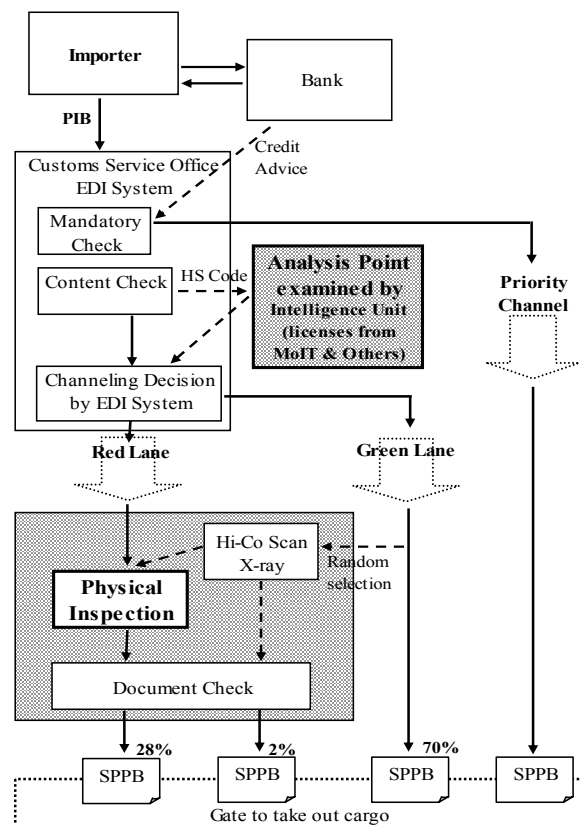 Importer
Bank
PIB
Credit
Advice
Customs Service Office
EDI System
Mandatory
Check
Content Check
HS Code
Analysis Point
examined by
Intelligence Unit
(licenses from
MoIT & Others)
Priority
Channel
Channeling Decision
by EDI System
Red Lane
Green Lane
Hi-Co Scan
X-ray
Random
selection
Physical
Inspection
Document Check
28%
2%
70%
SPPB
SPPB
SPPB
SPPB
Gate to take out cargo